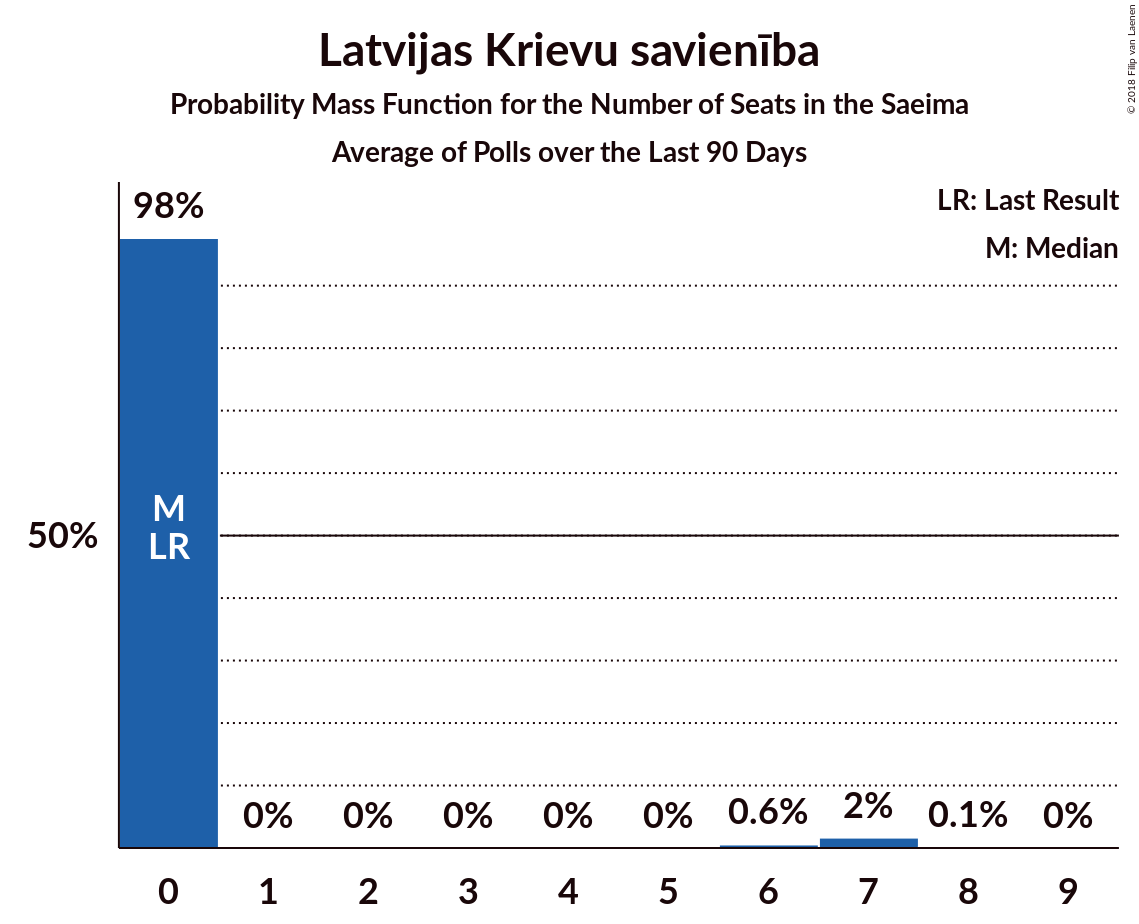 Latvijas Krievu savienība
Probability Mass Function for the Number of Seats in the Saeima
Average of Polls over the Last 90 Days
© 2018 Filip van Laenen
LR: Last Result
M: Median
98%
M
LR
50%
0% 0% 0% 0% 0% 0.6% 2% 0.1% 0%
0 1 2 3 4 5 6 7 8 9